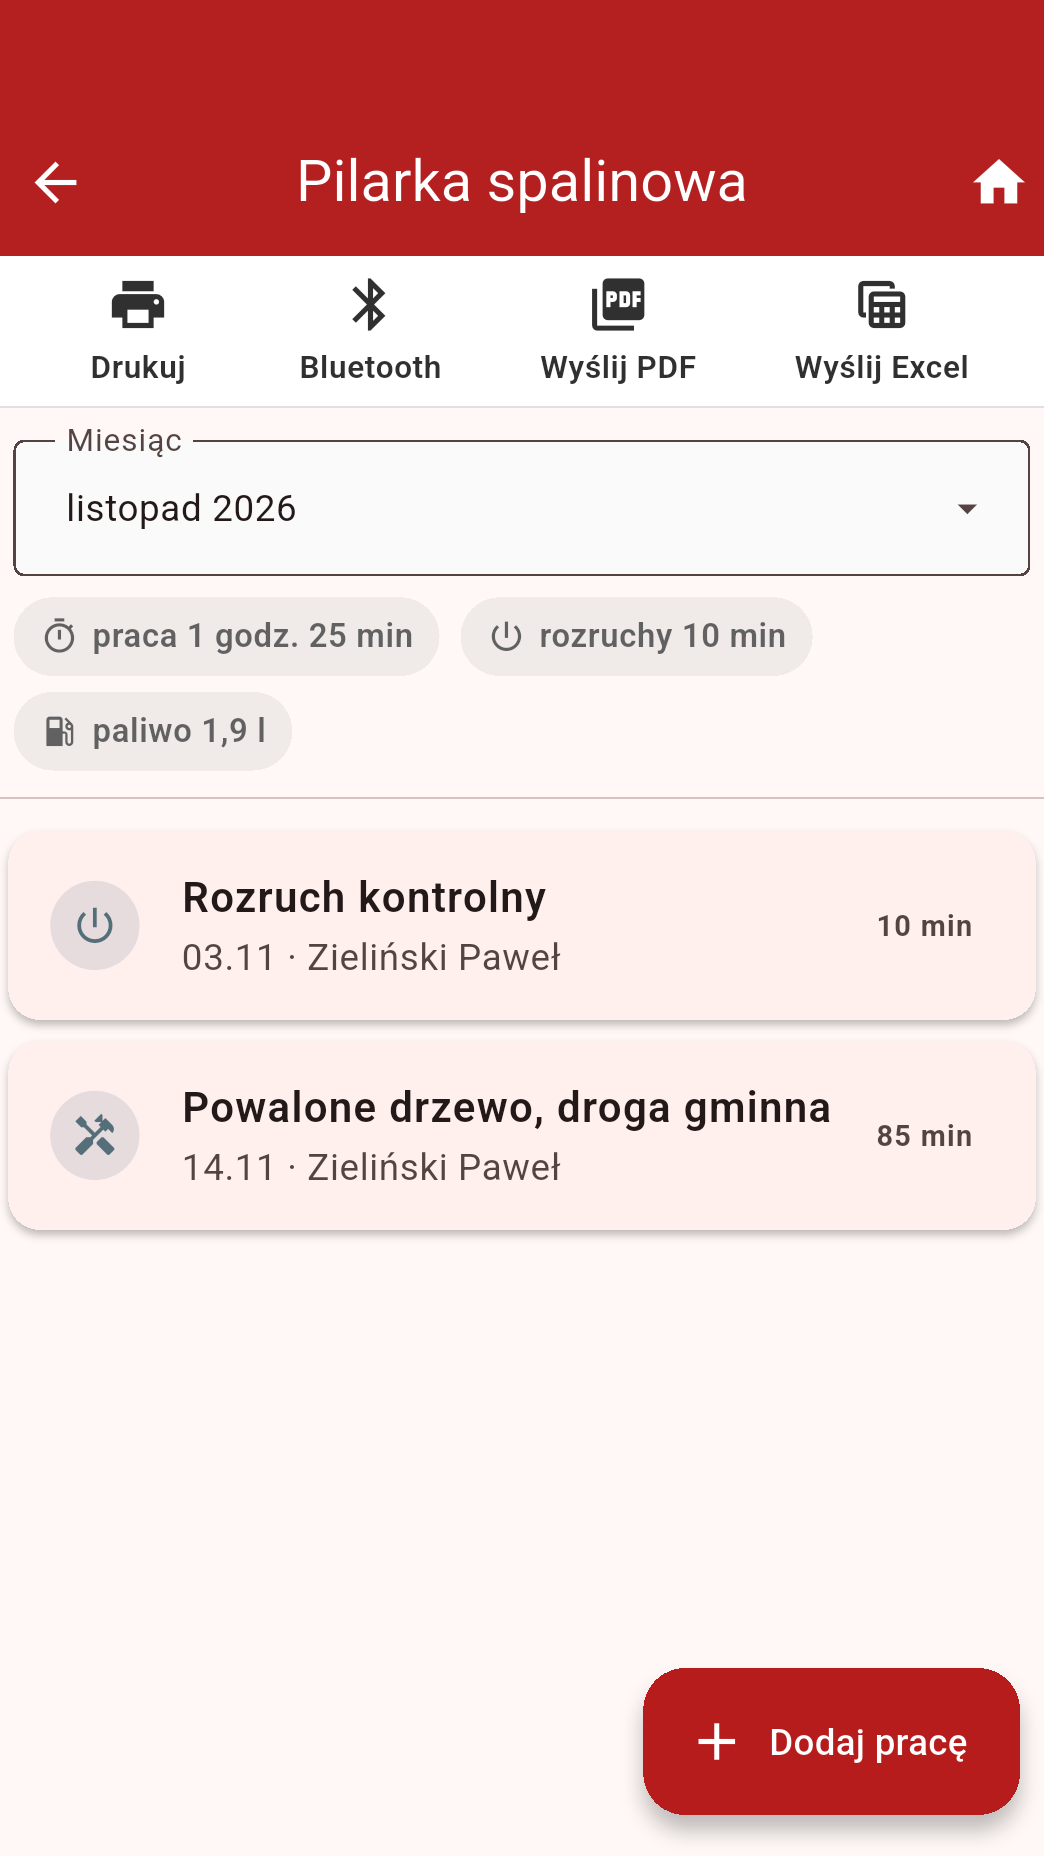 Pilarka spalinowa
Drukuj
Bluetooth
PDF
Wyślij PDF
Wyślij Excel
Miesiąc
listopad 2026
praca 1 godz. 25 min
rozruchy 10 min
paliwo 1,9 l
Rozruch kontrolny
03.11 · Zieliński Paweł
10 min
Powalone drzewo, droga gminna
14.11 · Zieliński Paweł
85 min
Dodaj pracę